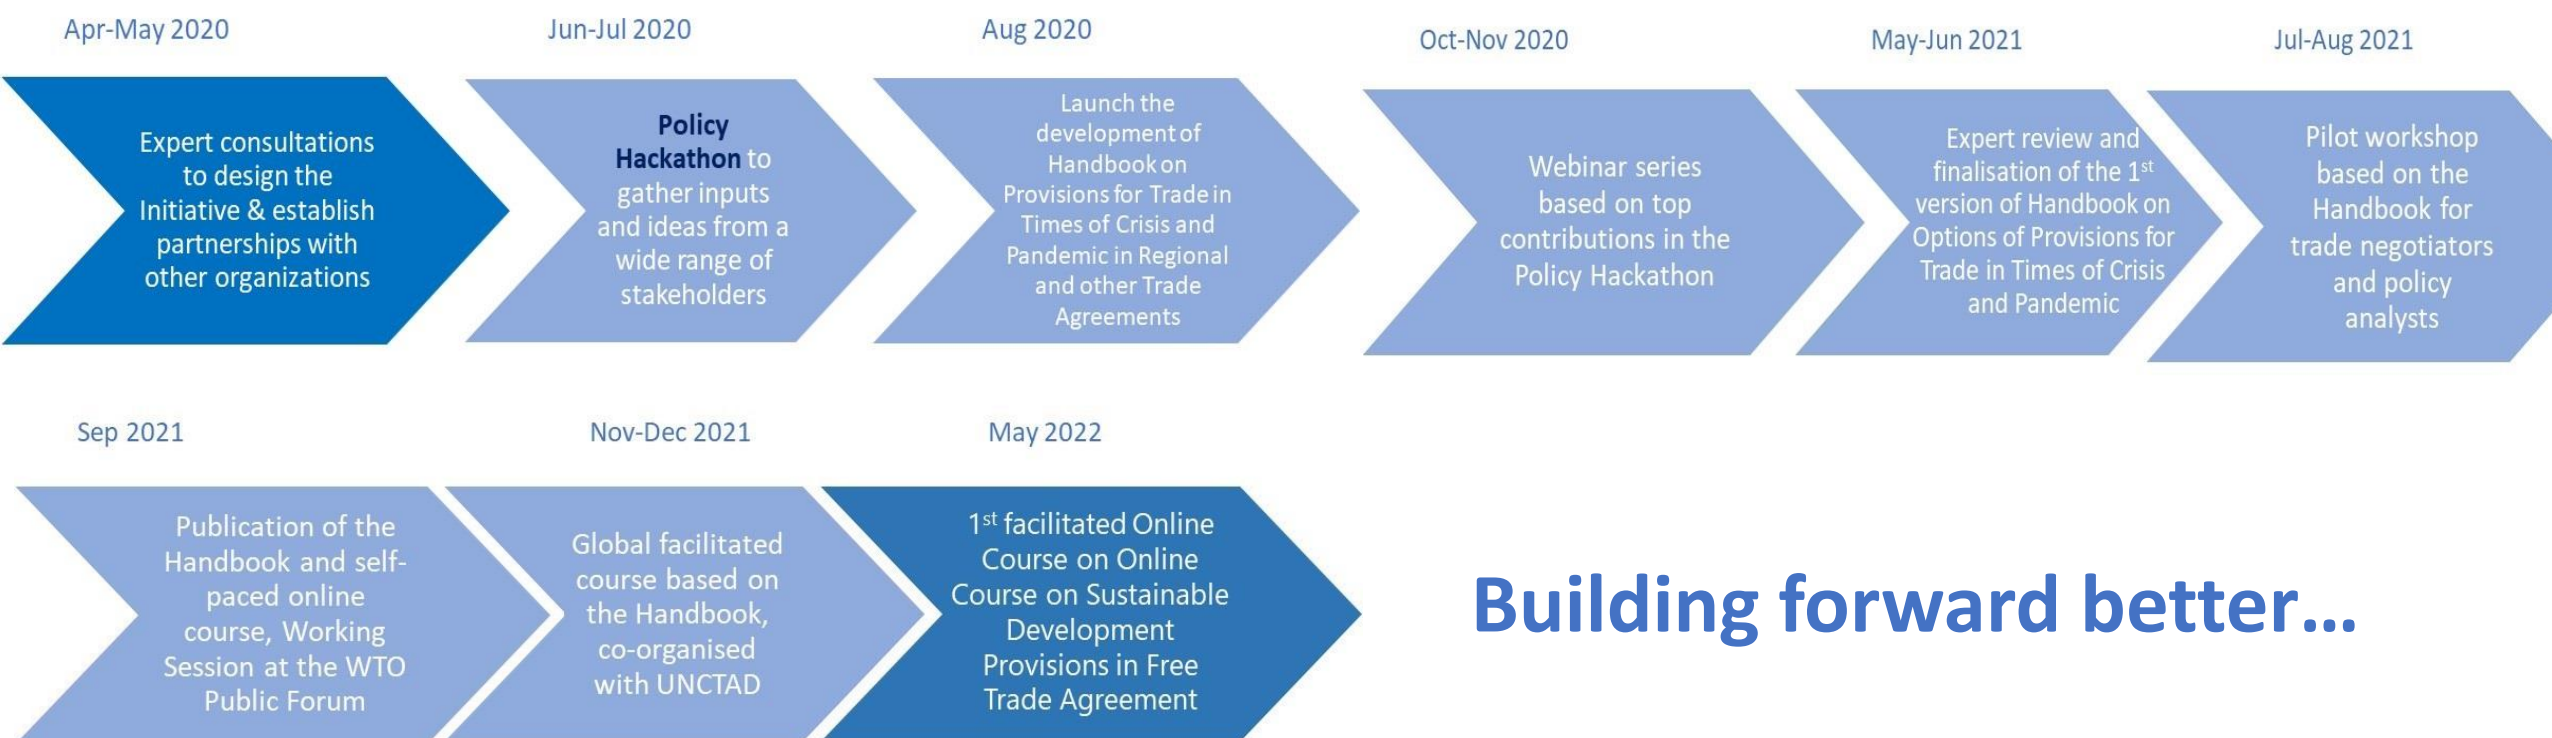 Apr-May 2020
Expert consultations
to design the
Initiative & establish
partnerships with
other organizations
Jun-Jul 2020
Policy
Hackathon to
gather inputs
and ideas from a
wide range of
stakeholders
Aug 2020
Launch the
development of
Handbook on
Provisions for Trade in
Times of Crisis and
Pandemic in Regional
and other Trade
Agreements
Oct-Nov 2020
Webinar series
based on top
contributions in the
Policy Hackathon
May-Jun 2021
Expert review and
finalisation of the 1st
version of Handbook on
Options of Provisions for
Trade in Times of Crisis
and Pandemic
Jul-Aug 2021
Pilot workshop
based on the
Handbook for
trade negotiators
and policy
analysts
Sep 2021
Publication of the
Handbook and self-
paced online
course, Working
Session at the WTO
Public Forum
Nov-Dec 2021
Global facilitated
course based on
the Handbook,
co-organised
with UNCTAD
May 2022
1st facilitated Online
Course on Online
Course on Sustainable
Development
Provisions in Free
Trade Agreement
Building forward better...